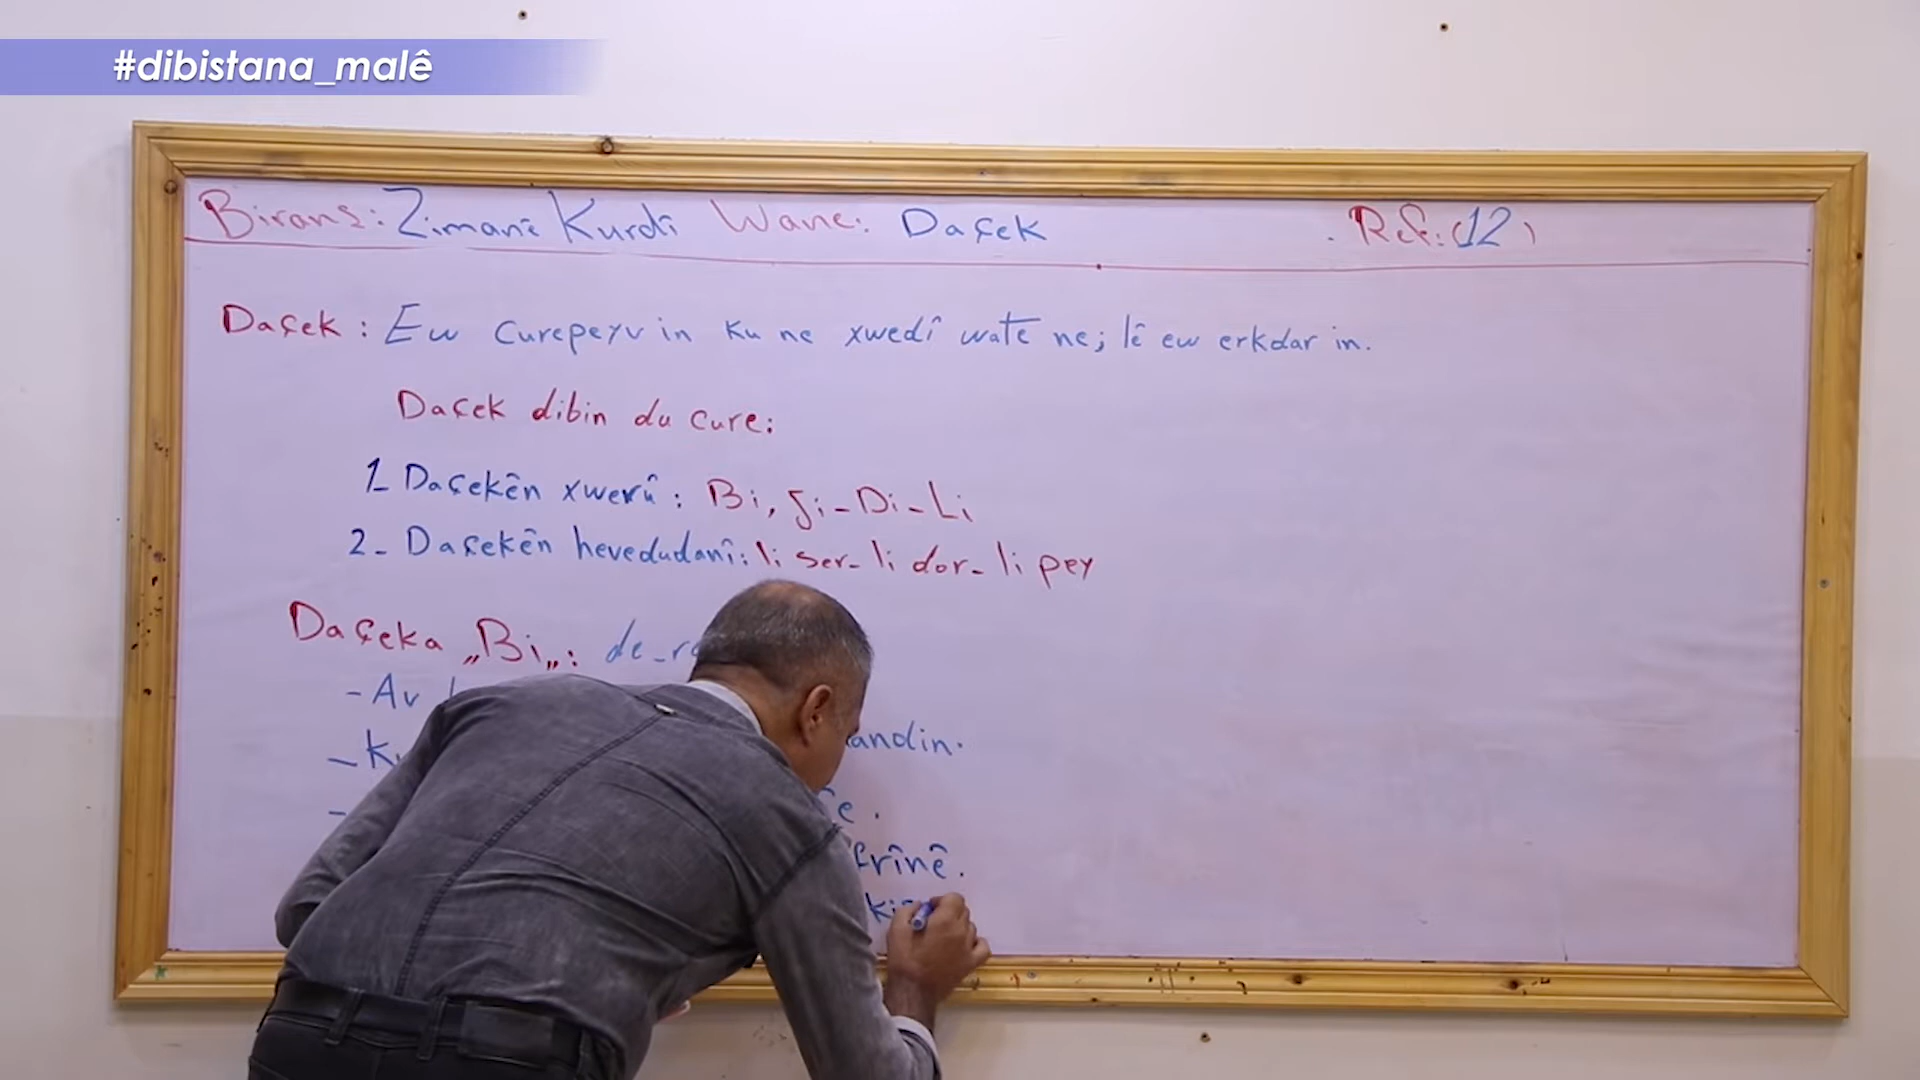 #dibistana_malê
Birans: Zimanê Kurdî Wane: Daçek Ref: (12)
Daçek: Ew curepeyv in ku ne xwedî wate ne; lê ew erkdar in.
Daçek dibin du cure:
1- Daçekên xwerû: Bi, Ji - Di - Li
2- Daçekên hevedudanî: li ser - li dor - li pey
Daçeka „Bi„: de - ra
- Av
-
-